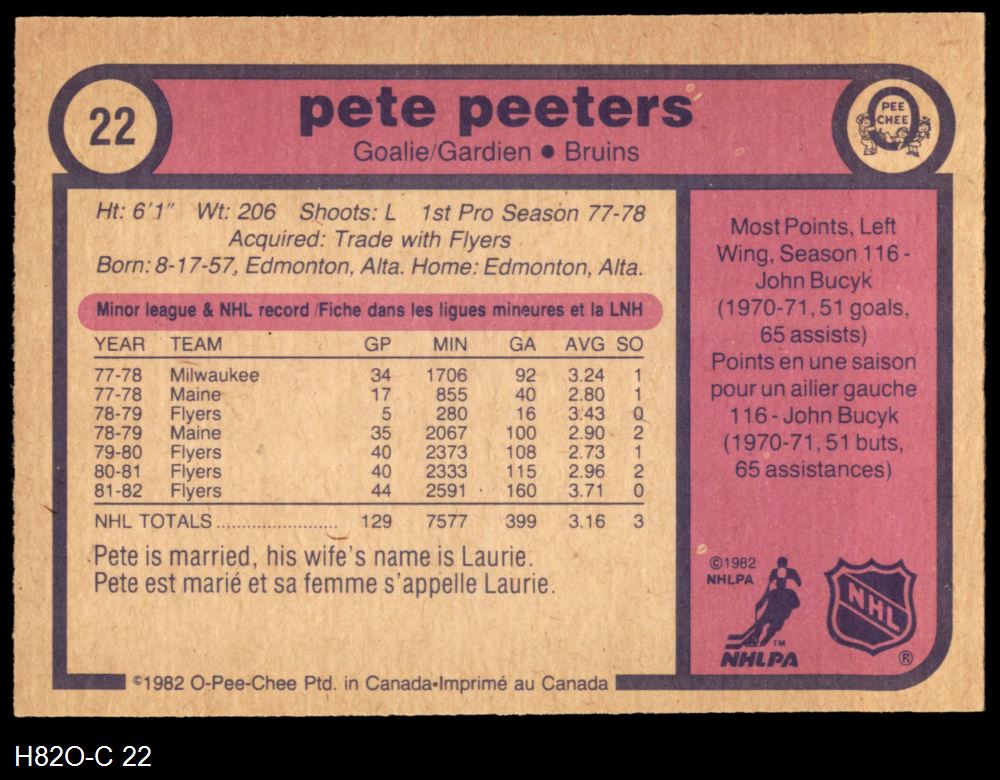 22
pete peeters
Goalie/Gardien ● Bruins
PEE
CHEE
Ht: 6'1" Wt: 206 Shoots: L 1st Pro Season 77-78
Acquired: Trade with Flyers
Born: 8-17-57, Edmonton, Alta. Home: Edmonton, Alta.
Minor league & NHL record /Fiche dans les ligues mineures et la LNH
YEAR TEAM GP MIN GA AVG SO
77-78 Milwaukee 34 1706 92 3.24 1
77-78 Maine 17 855 40 2.80 1
78-79 Flyers 5 280 16 3.43 0
78-79 Maine 35 2067 100 2.90 2
79-80 Flyers 40 2373 108 2.73 1
80-81 Flyers 40 2333 115 2.96 2
81-82 Flyers 44 2591 160 3.71 0
NHL TOTALS........................ 129 7577 399 3.16 3
Pete is married, his wife's name is Laurie.
Pete est marié et sa femme s'appelle Laurie.
Most Points, Left
Wing, Season 116 -
John Bucyk
(1970-71, 51 goals,
65 assists)
Points en une saison
pour un ailier gauche
116 - John Bucyk
(1970-71, 51 buts,
65 assistances)
©1982
NHLPA
TM
NHLPA
NHL
®
©1982 O-Pee-Chee Ptd. in Canada•Imprimé au Canada
H82O-C 22